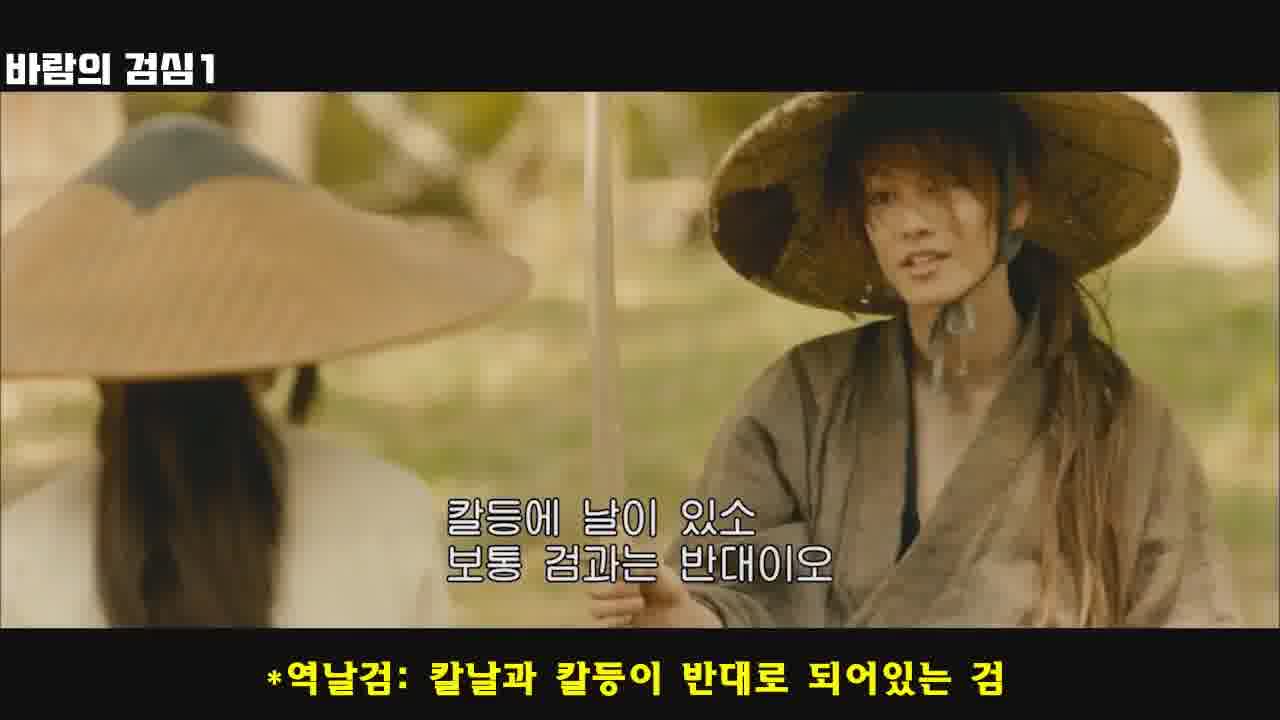 바람의 검심1
칼등에 날이 있소
보통 검과는 반대이오
*역날검: 칼날과 칼등이 반대로 되어있는 검